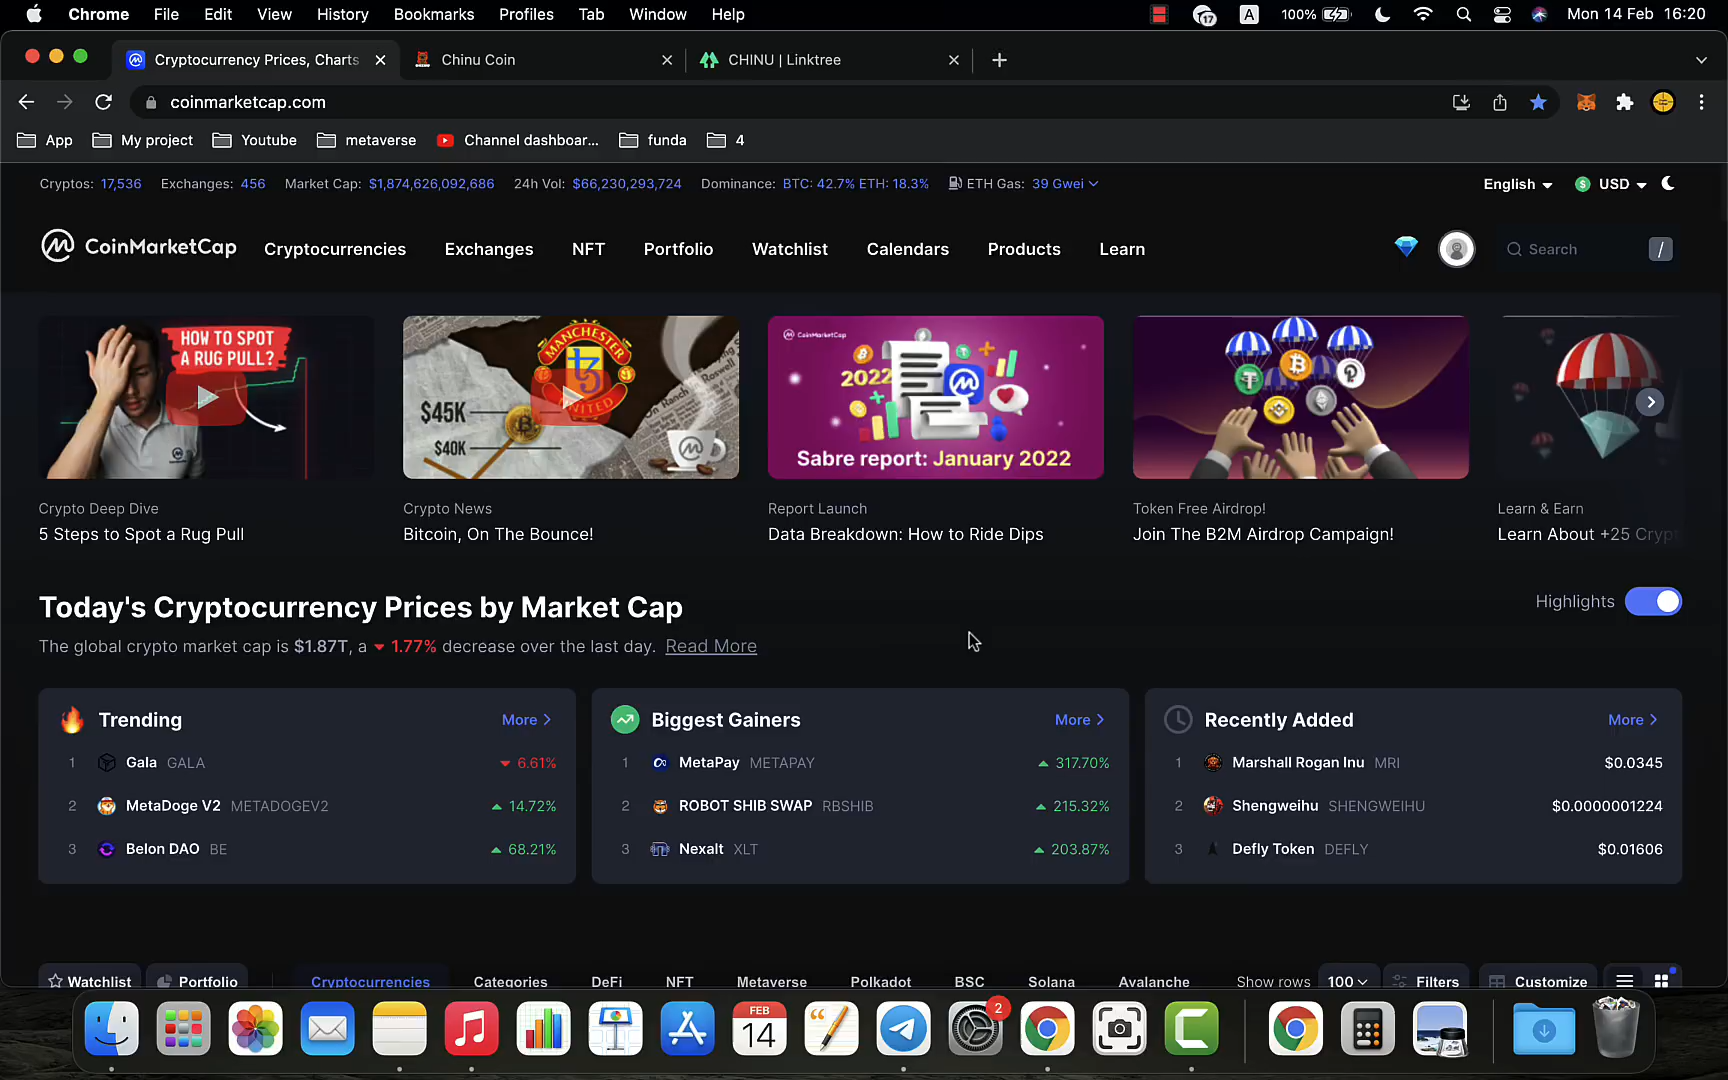 Chrome File Edit View History Bookmarks Profiles Tab Window Help 17 A 100% Mon 14 Feb 16:20
Cryptocurrency Prices, Charts Chinu Coin CHINU | Linktree
coinmarketcap.com
App My project Youtube metaverse Channel dashboar... funda 4
Cryptos: 17,536 Exchanges: 456 Market Cap: $1,874,626,092,686 24h Vol: $66,230,293,724 Dominance: BTC: 42.7% ETH: 18.3% ETH Gas: 39 Gwei English USD
CoinMarketCap Cryptocurrencies Exchanges NFT Portfolio Watchlist Calendars Products Learn Search /
HOW TO SPOT
A RUG PULL?
MANCHESTER
UNITED
$45K
$40K
CoinMarketCap
2022
Sabre report: January 2022
Crypto Deep Dive Crypto News Report Launch Token Free Airdrop! Learn & Earn
5 Steps to Spot a Rug Pull Bitcoin, On The Bounce! Data Breakdown: How to Ride Dips Join The B2M Airdrop Campaign! Learn About +25 Crypt
Today's Cryptocurrency Prices by Market Cap Highlights
The global crypto market cap is $1.87T, a 1.77% decrease over the last day. Read More
Trending More Biggest Gainers More Recently Added More
1 Gala GALA 6.61% 1 MetaPay METAPAY 317.70% 1 Marshall Rogan Inu MRI $0.0345
2 MetaDoge V2 METADOGEV2 14.72% 2 ROBOT SHIB SWAP RBSHIB 215.32% 2 Shengweihu SHENGWEIHU $0.0000001224
3 Belon DAO BE 68.21% 3 Nexalt XLT 203.87% 3 Defly Token DEFLY $0.01606
Watchlist Portfolio Cryptocurrencies Categories DeFi NFT Metaverse Polkadot BSC Solana Avalanche Show rows 100 Filters Customize
FEB
14
2